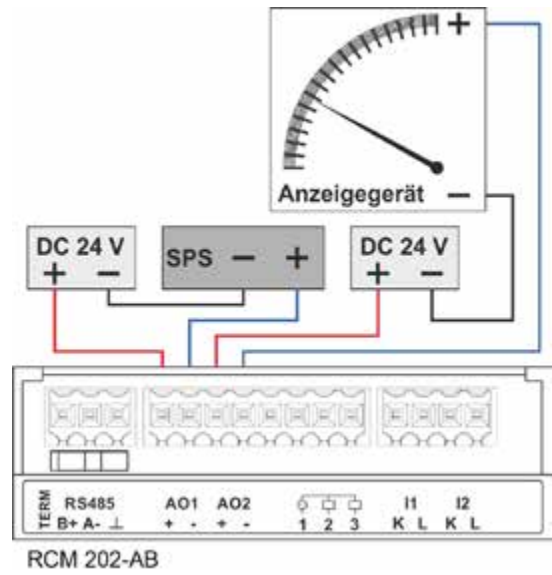 +
Anzeigegerät −
DC 24 V
+ −
SPS − +
DC 24 V
+ −
TERM
RS485 AO1 AO2 I1 I2
B+ A- ⊥ + - + - 1 2 3 K L K L
RCM 202-AB